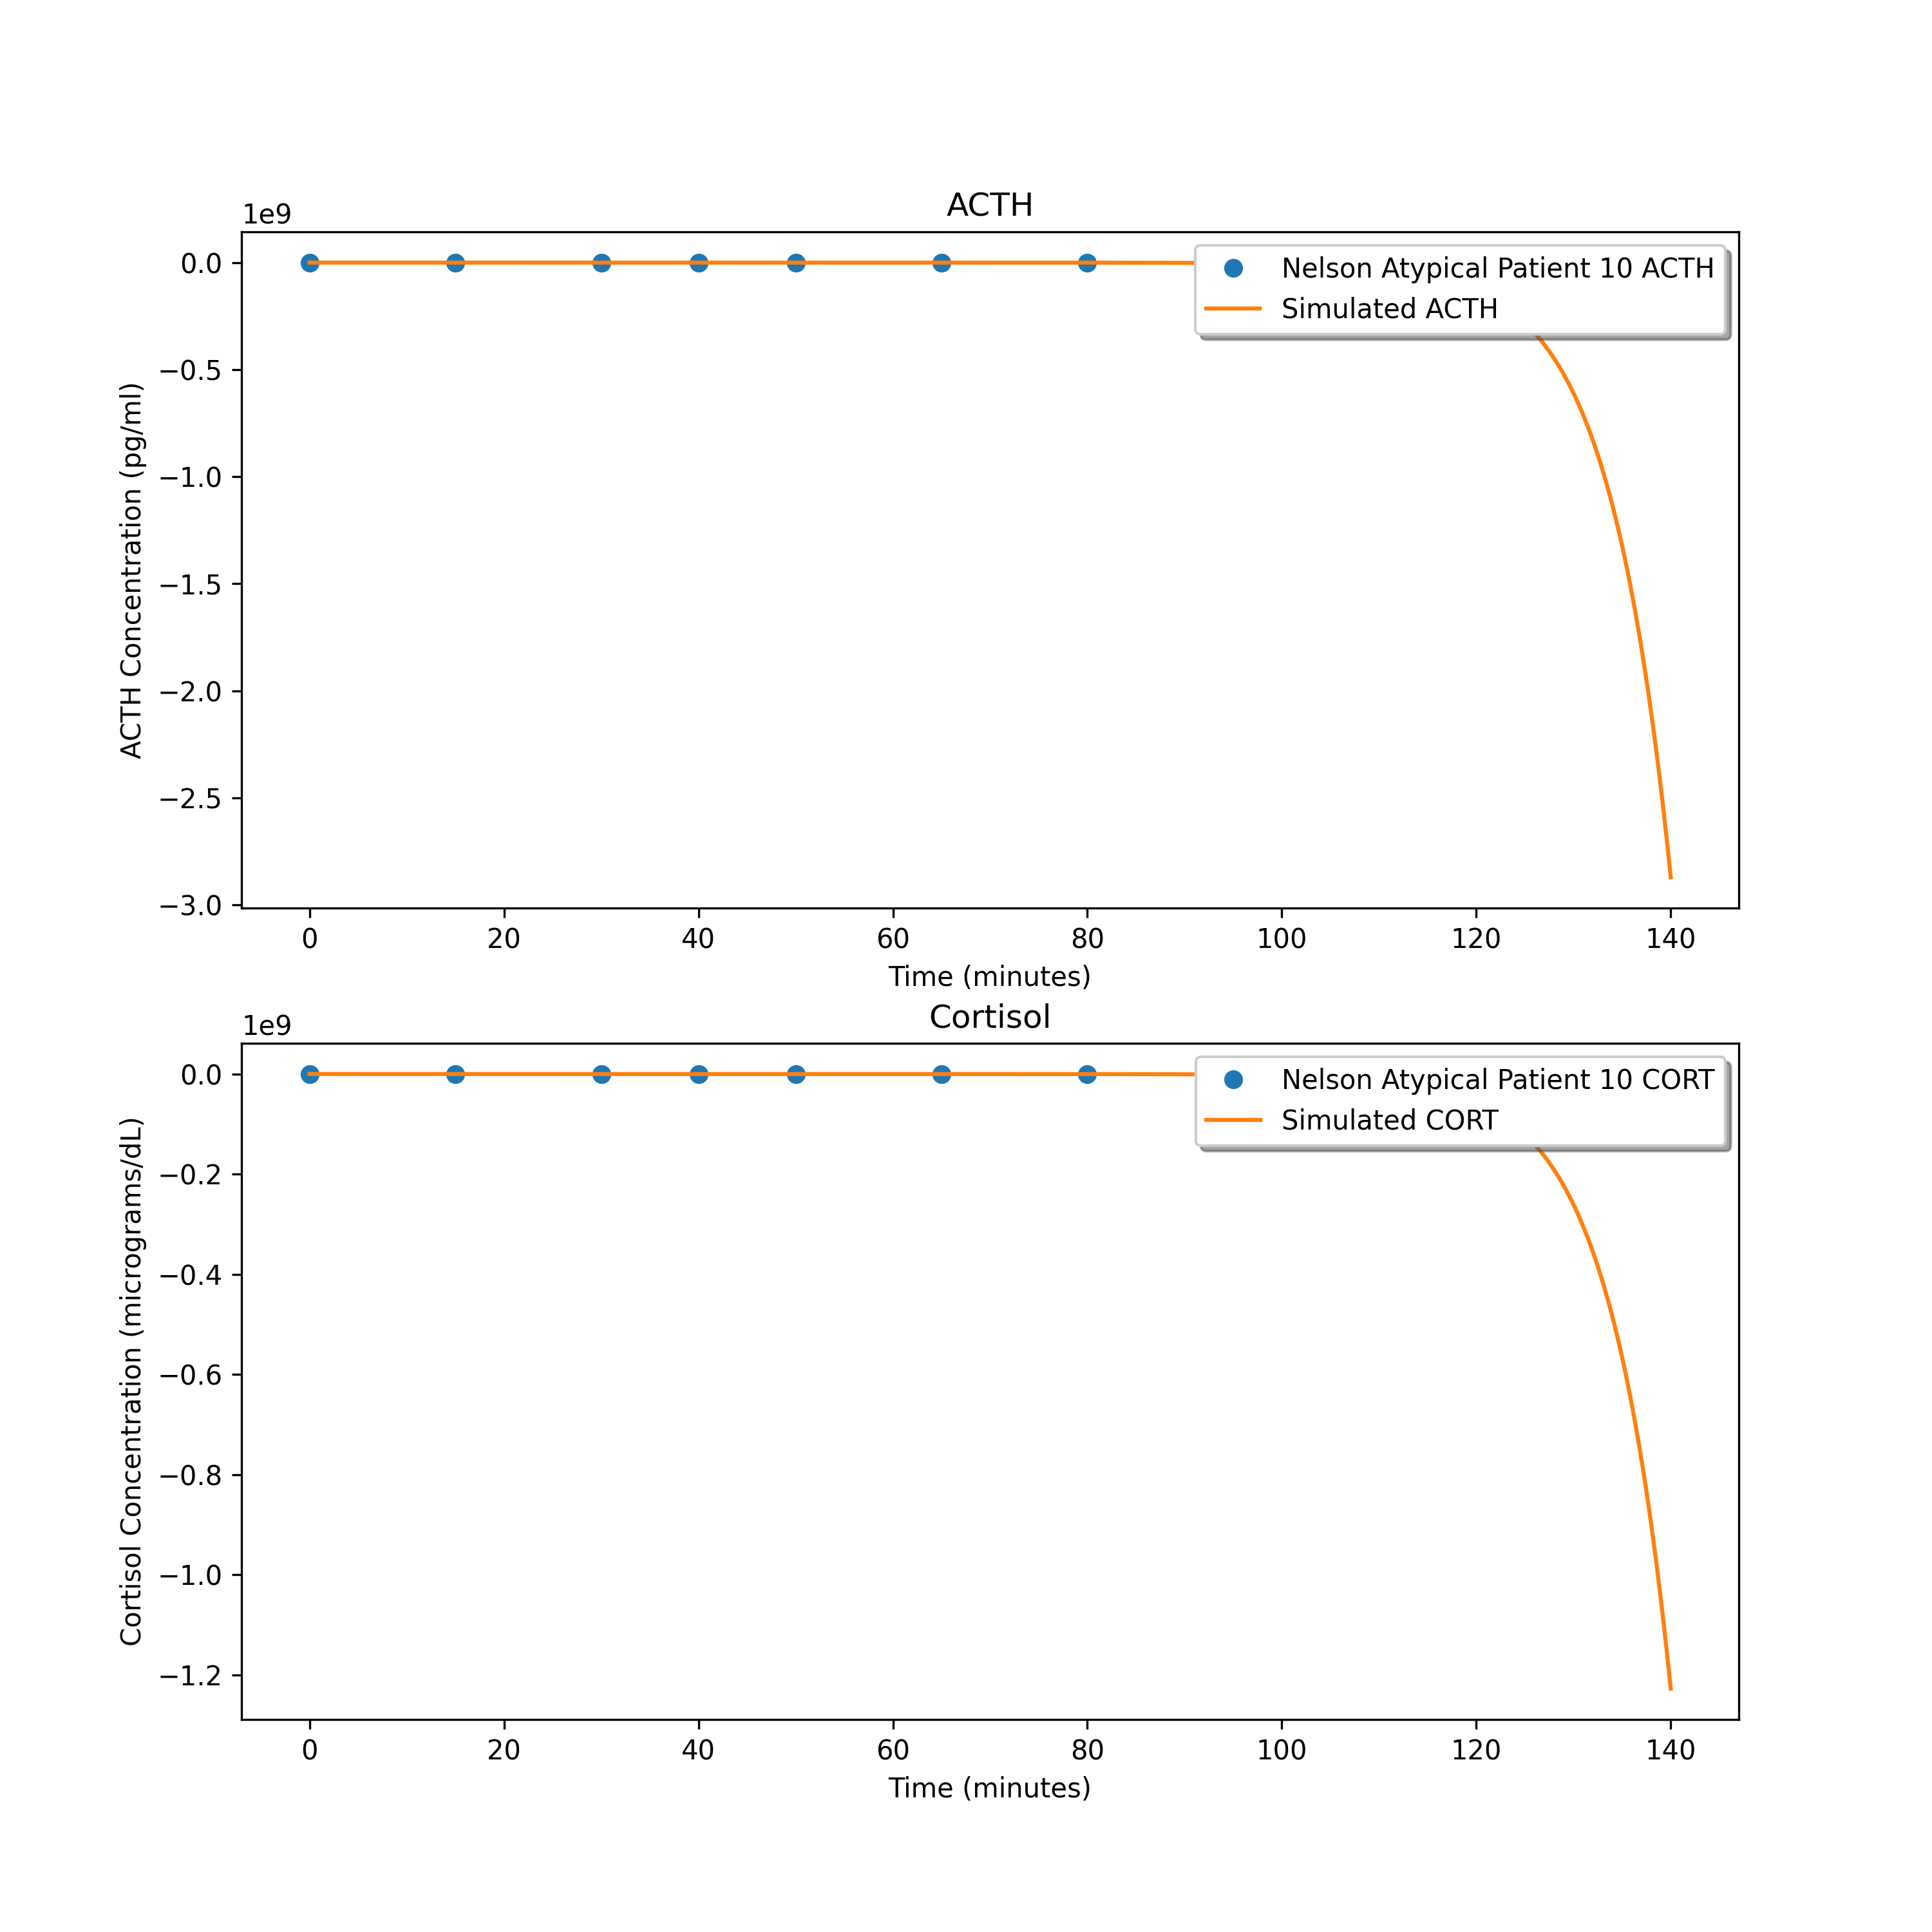 ACTH
1e9
0.0
−0.5
−1.0
−1.5
−2.0
−2.5
−3.0
ACTH Concentration (pg/ml)
Nelson Atypical Patient 10 ACTH
Simulated ACTH
0 20 40 60 80 100 120 140
Time (minutes)
Cortisol
1e9
0.0
−0.2
−0.4
−0.6
−0.8
−1.0
−1.2
Cortisol Concentration (micrograms/dL)
Nelson Atypical Patient 10 CORT
Simulated CORT
0 20 40 60 80 100 120 140
Time (minutes)